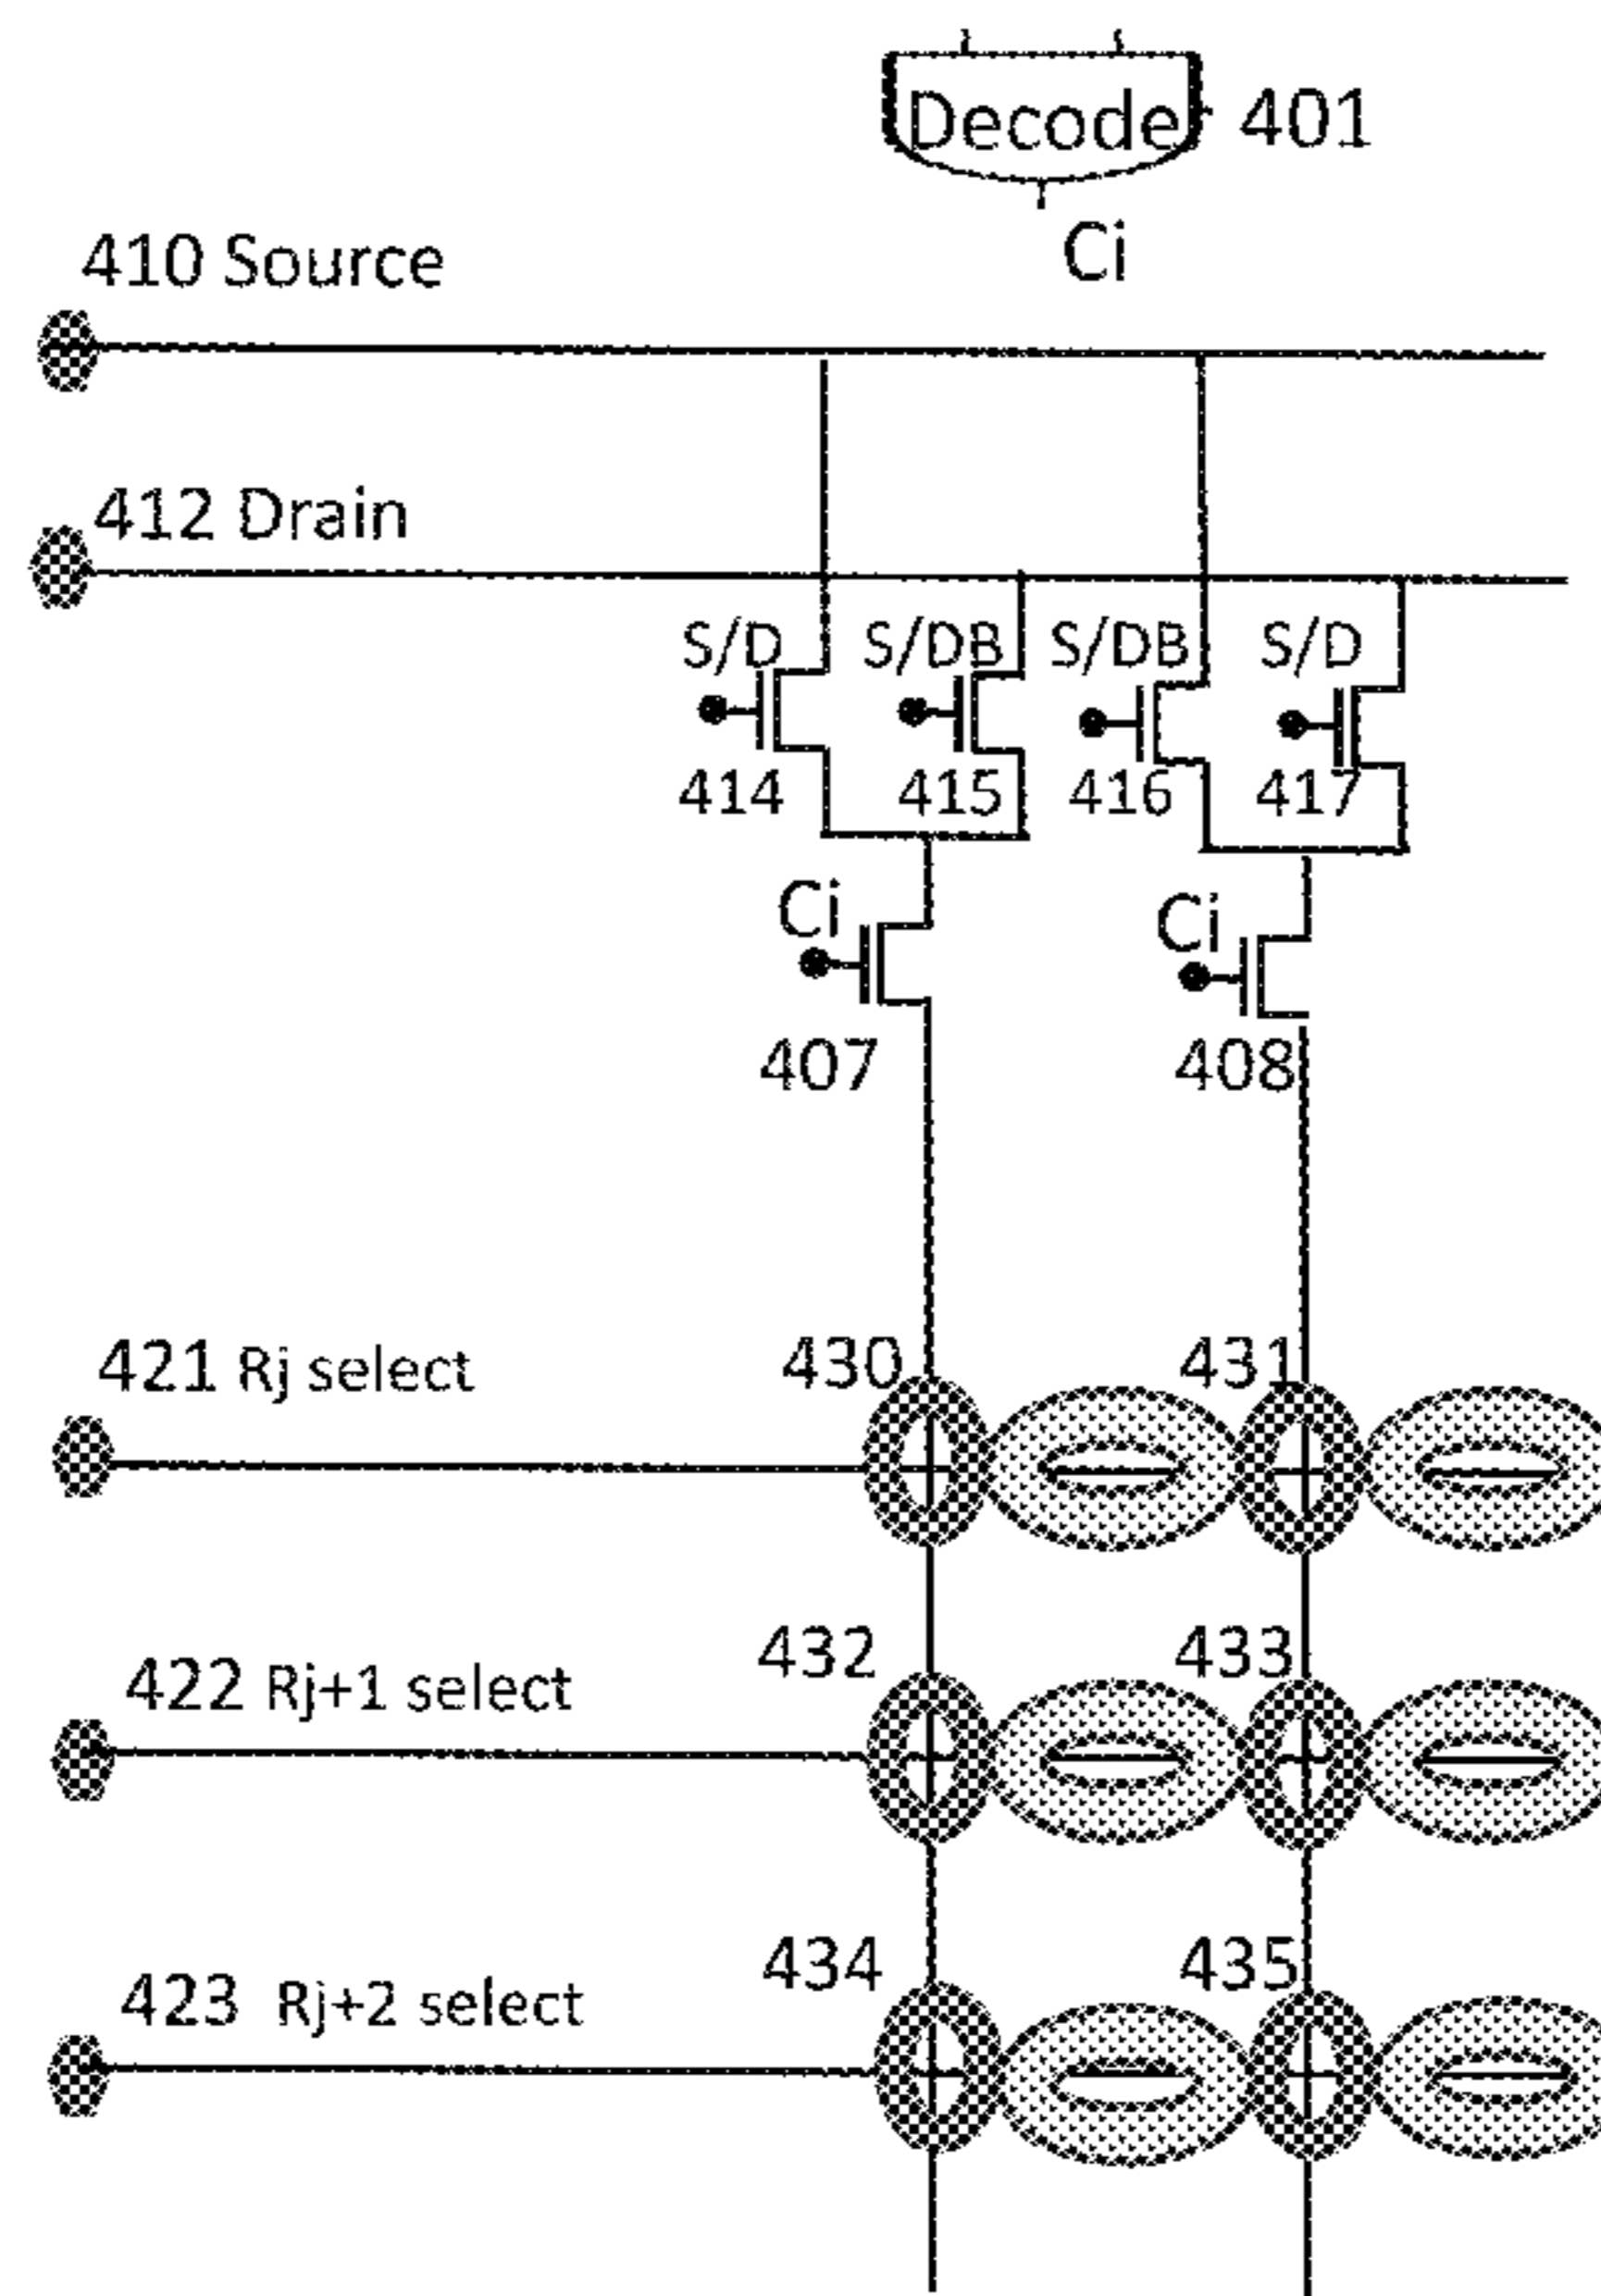 Decode 401
Ci
410 Source
412 Drain
S/D S/DB S/DB S/D
414 415 416 417
Ci Ci
407 408
430 431
421 Rj select
432 433
422 Rj+1 select
434 435
423 Rj+2 select